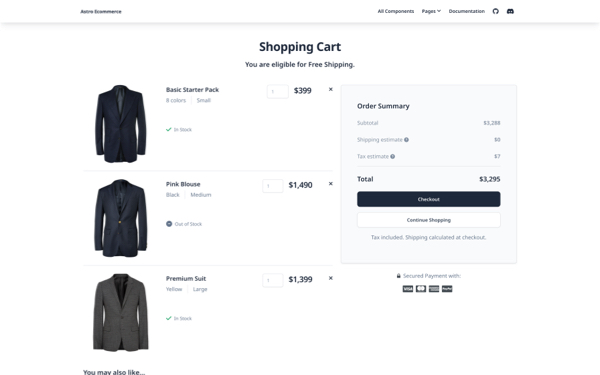 Astro Ecommerce
All Components
Pages
Documentation
Shopping Cart
You are eligible for Free Shipping.
Basic Starter Pack
8 colors
Small
1
$399
In Stock
Pink Blouse
Black
Medium
1
$1,490
Out of Stock
Premium Suit
Yellow
Large
1
$1,399
In Stock
Order Summary
Subtotal
$3,288
Shipping estimate
$0
Tax estimate
$7
Total
$3,295
Checkout
Continue Shopping
Tax included. Shipping calculated at checkout.
Secured Payment with:
VISA
PayPal
You may also like...